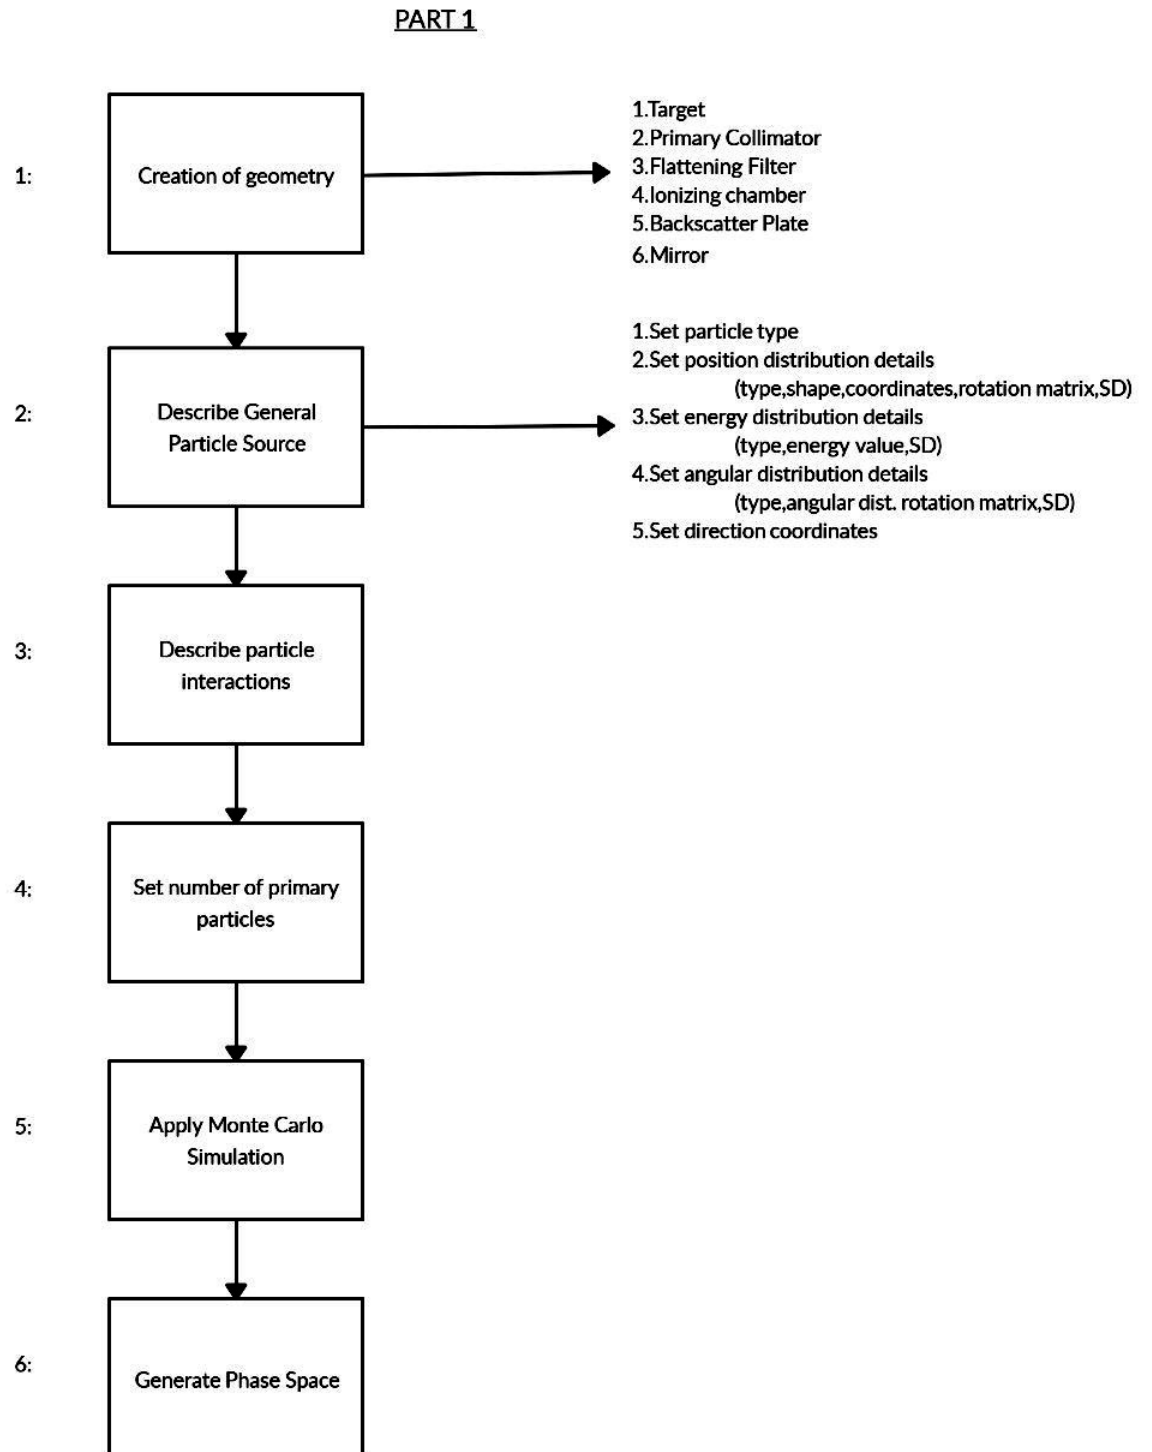 PART 1
1:
Creation of geometry
1.Target
2.Primary Collimator
3.Flattening Filter
4.Ionizing chamber
5.Backscatter Plate
6.Mirror
2:
Describe General
Particle Source
1.Set particle type
2.Set position distribution details
(type,shape,coordinates,rotation matrix,SD)
3.Set energy distribution details
(type,energy value,SD)
4.Set angular distribution details
(type,angular dist. rotation matrix,SD)
5.Set direction coordinates
3:
Describe particle
interactions
4:
Set number of primary
particles
5:
Apply Monte Carlo
Simulation
6:
Generate Phase Space